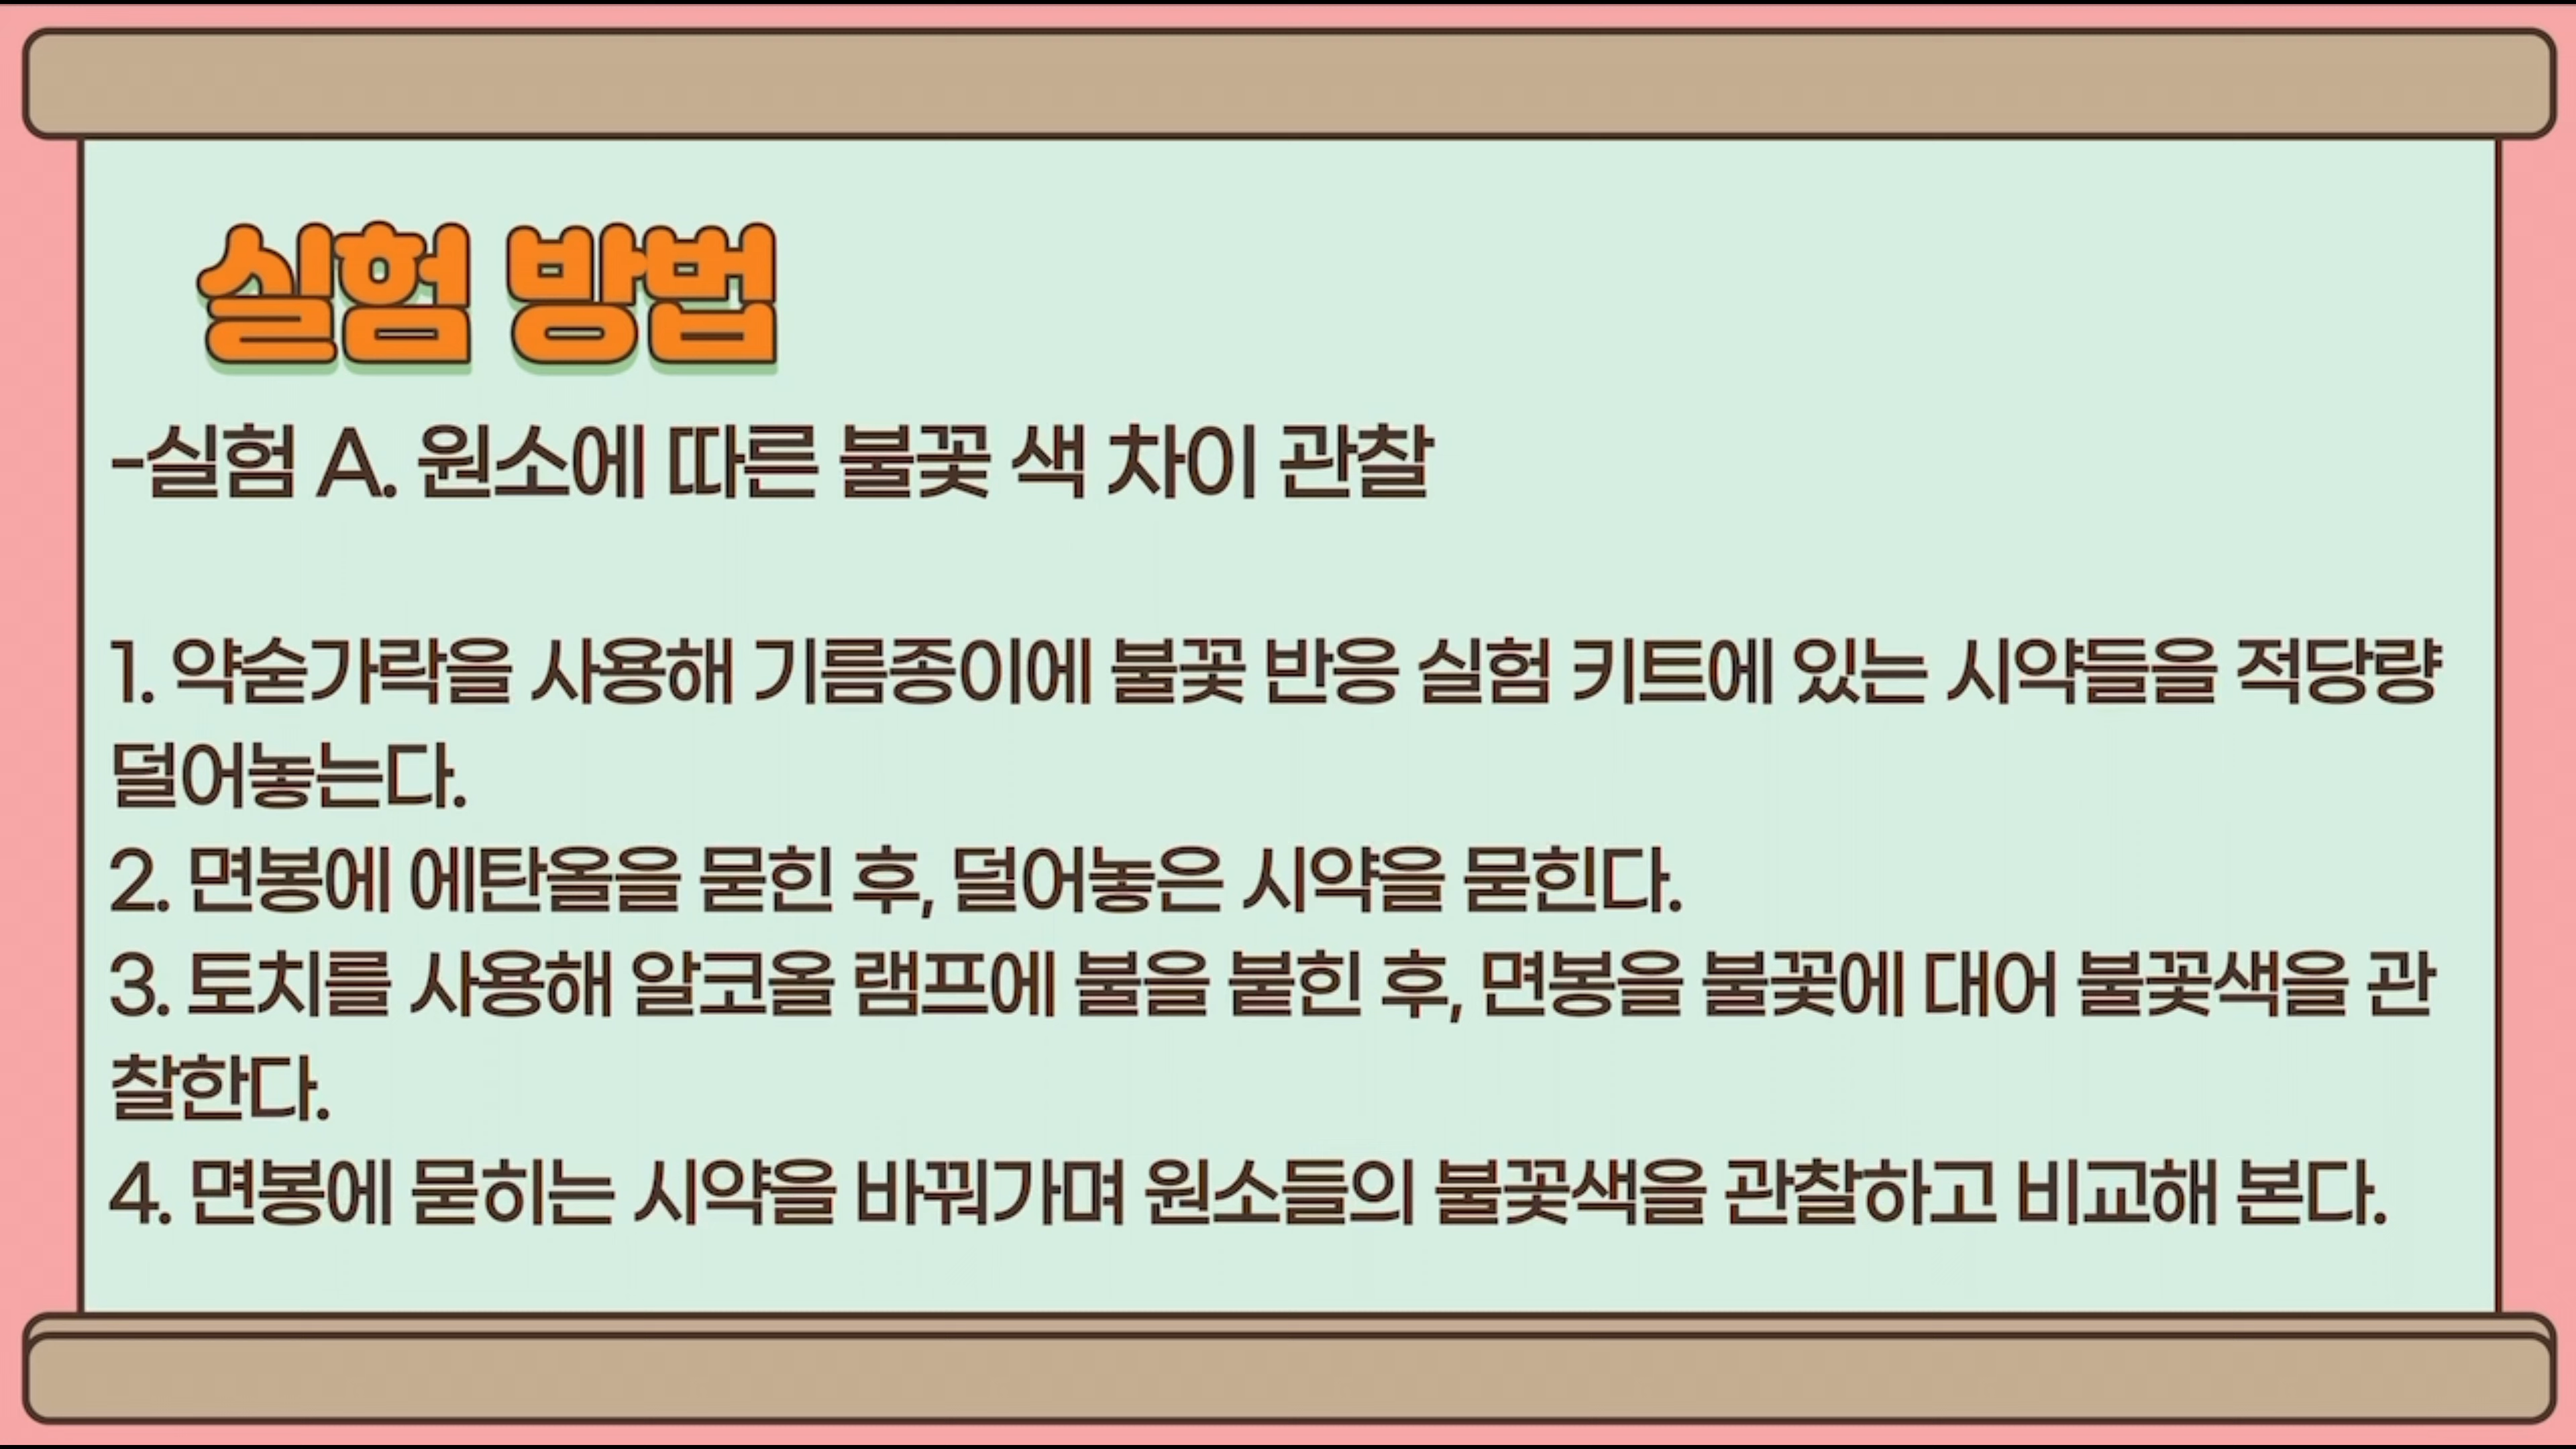 실험 방법
-실험 A. 원소에 따른 불꽃 색 차이 관찰
1. 약숟가락을 사용해 기름종이에 불꽃 반응 실험 키트에 있는 시약들을 적당량
덜어놓는다.
2. 면봉에 에탄올을 묻힌 후, 덜어놓은 시약을 묻힌다.
3. 토치를 사용해 알코올 램프에 불을 붙힌 후, 면봉을 불꽃에 대어 불꽃색을 관
찰한다.
4. 면봉에 묻히는 시약을 바꿔가며 원소들의 불꽃색을 관찰하고 비교해 본다.